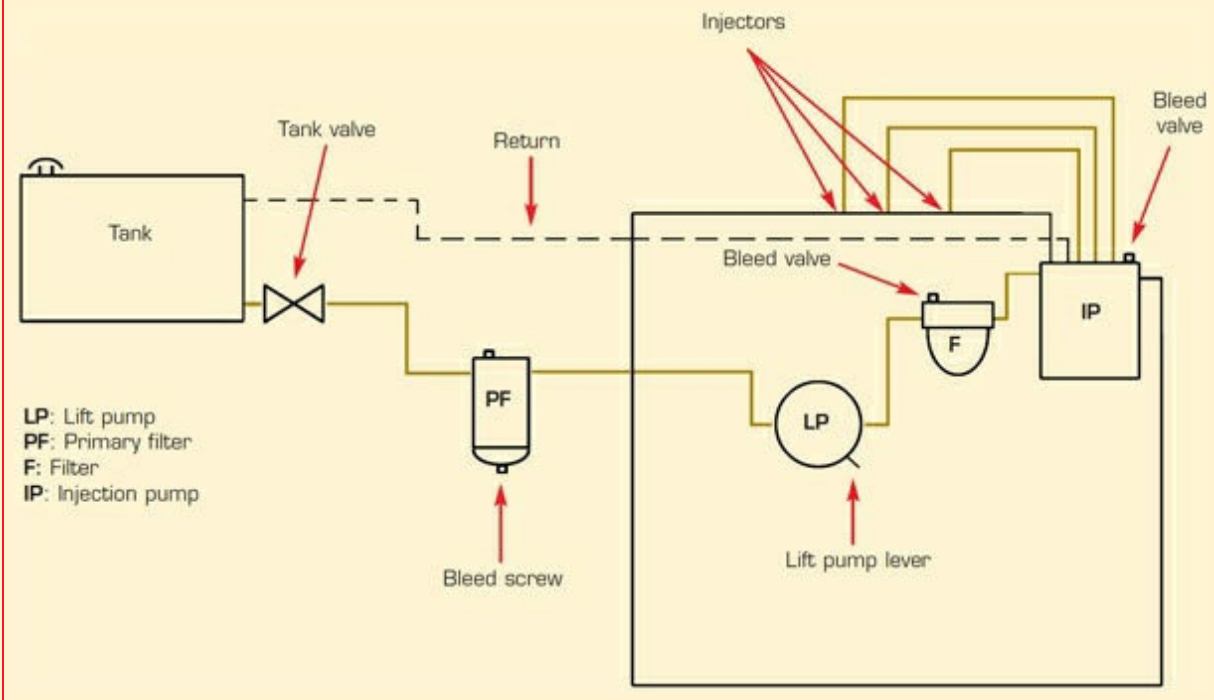 Injectors
Bleed
valve
Tank valve
Return
Tank
Bleed valve
IP
F
PF
LP
LP: Lift pump
PF: Primary filter
F: Filter
IP: Injection pump
Lift pump lever
Bleed screw